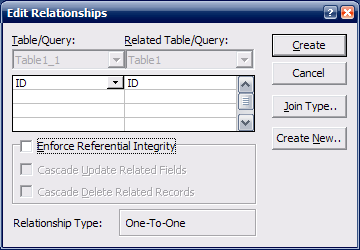 Edit Relationships
Table/Query: Related Table/Query:
Table1_1 Table1
ID ID
Enforce Referential Integrity
Cascade Update Related Fields
Cascade Delete Related Records
Relationship Type: One-To-One
Create
Cancel
Join Type..
Create New..